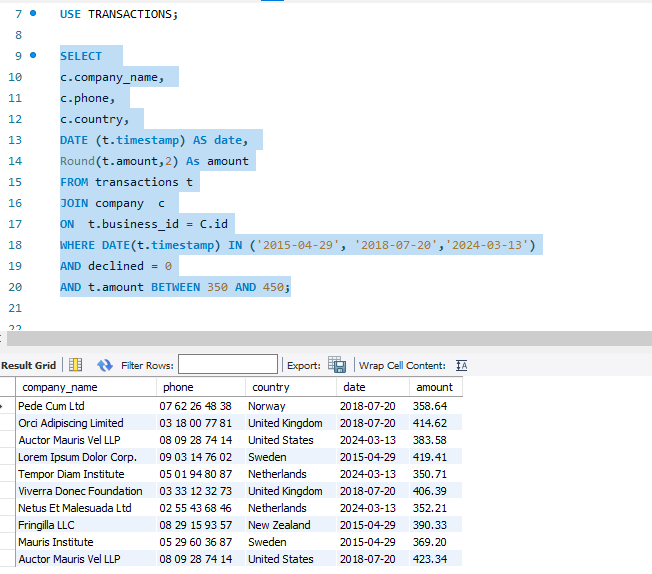 7 USE TRANSACTIONS;
8
9 SELECT
10 c.company_name,
11 c.phone,
12 c.country,
13 DATE (t.timestamp) AS date,
14 Round(t.amount,2) As amount
15 FROM transactions t
16 JOIN company  c
17 ON  t.business_id = C.id
18 WHERE DATE(t.timestamp) IN ('2015-04-29', '2018-07-20','2024-03-13')
19 AND declined = 0
20 AND t.amount BETWEEN 350 AND 450;
21
22
Result Grid Filter Rows: Export: Wrap Cell Content:
company_name phone country date amount
Pede Cum Ltd 07 62 26 48 38 Norway 2018-07-20 358.64
Orci Adipiscing Limited 03 18 00 77 81 United Kingdom 2018-07-20 414.62
Auctor Mauris Vel LLP 08 09 28 74 14 United States 2024-03-13 383.58
Lorem Ipsum Dolor Corp. 09 03 14 76 02 Sweden 2015-04-29 419.41
Tempor Diam Institute 05 01 94 80 87 Netherlands 2024-03-13 350.71
Viverra Donec Foundation 03 33 12 32 73 United Kingdom 2018-07-20 406.39
Netus Et Malesuada Ltd 02 55 43 68 46 Netherlands 2024-03-13 352.21
Fringilla LLC 08 29 15 93 57 New Zealand 2015-04-29 390.33
Mauris Institute 05 29 60 36 87 Sweden 2015-04-29 369.20
Auctor Mauris Vel LLP 08 09 28 74 14 United States 2018-07-20 423.34